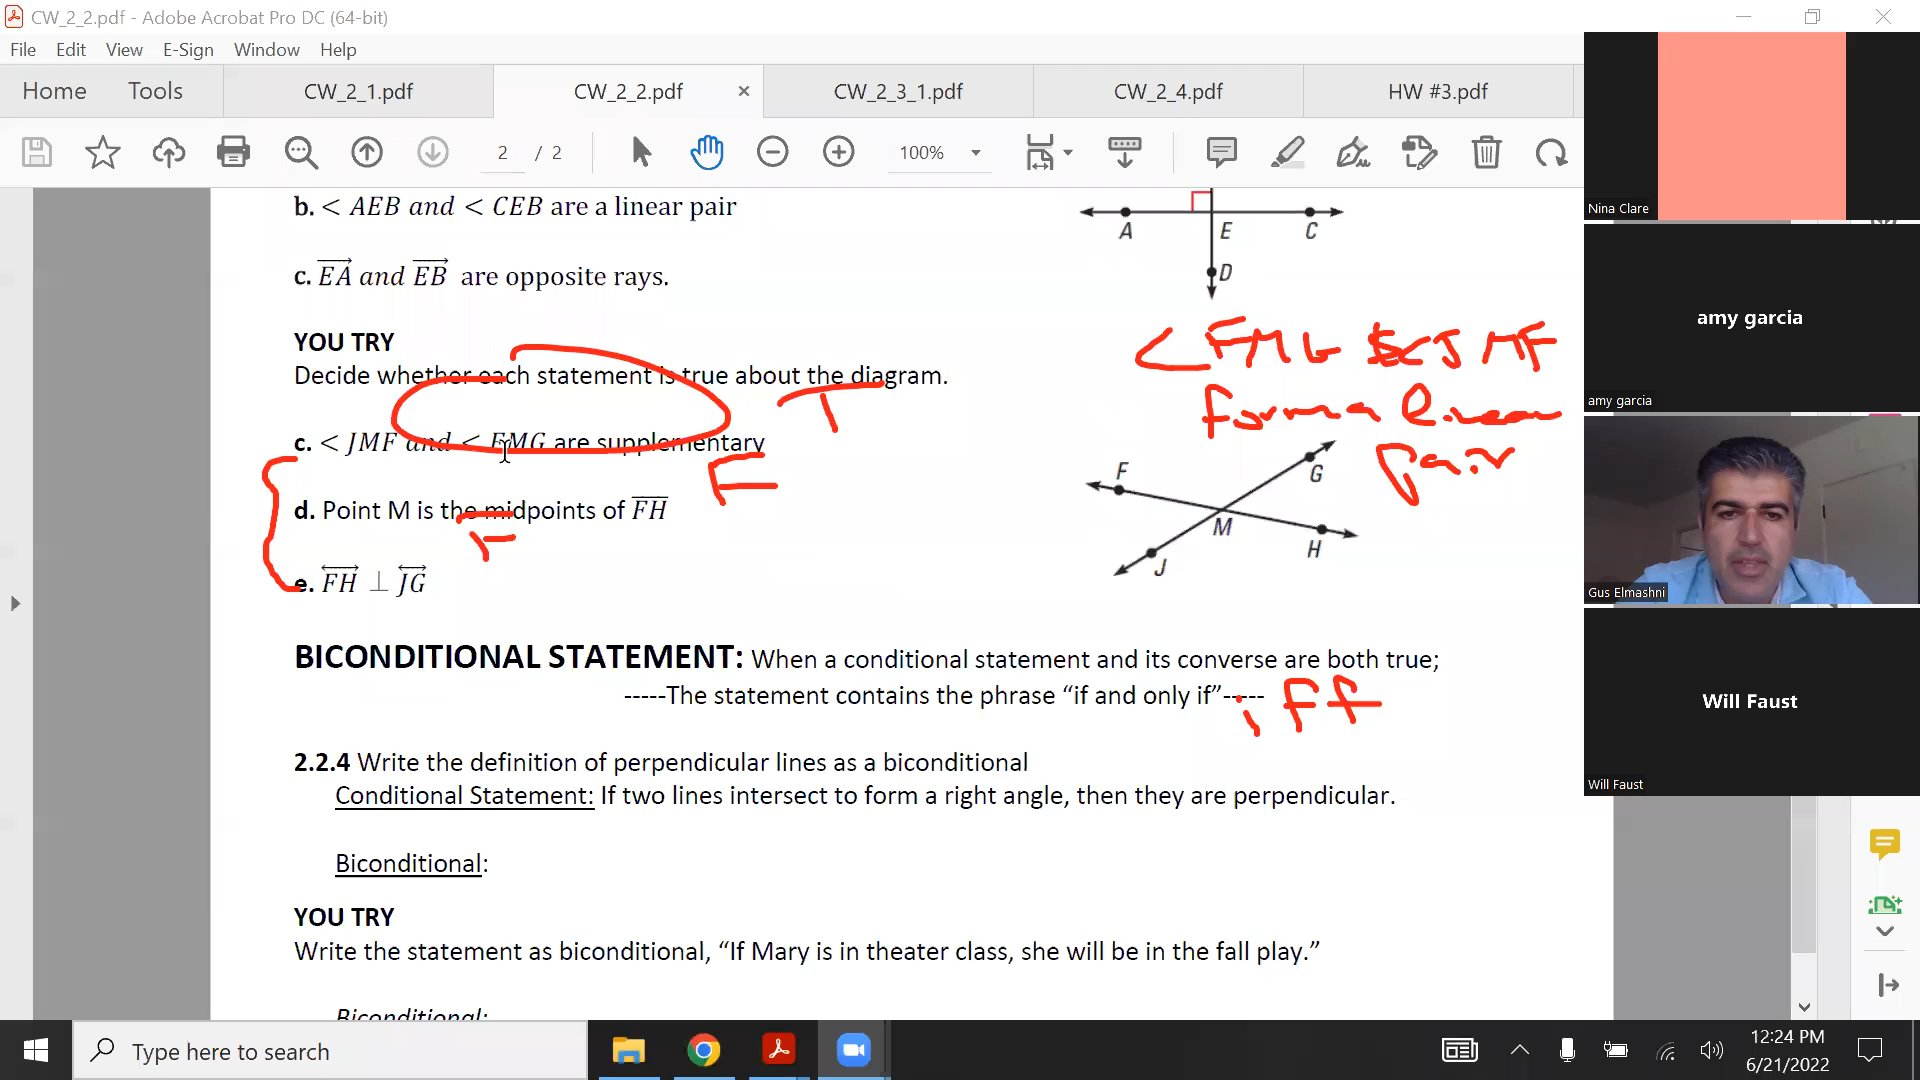 CW_2_2.pdf - Adobe Acrobat Pro DC (64-bit)
File Edit View E-Sign Window Help
Home Tools CW_2_1.pdf CW_2_2.pdf × CW_2_3_1.pdf CW_2_4.pdf HW #3.pdf
2 / 2 100%
b. < AEB and < CEB are a linear pair
A E C
D
c. EA and EB are opposite rays.
YOU TRY
Decide whether each statement is true about the diagram.
T
< FMG & < JMF
form a linear
pair
c. < JMF and < FMG are supplementary
F
d. Point M is the midpoints of FH
F
e. FH ⊥ JG
F G
M
H
J
BICONDITIONAL STATEMENT: When a conditional statement and its converse are both true;
-----The statement contains the phrase “if and only if”-----
iff
2.2.4 Write the definition of perpendicular lines as a biconditional
Conditional Statement: If two lines intersect to form a right angle, then they are perpendicular.
Biconditional:
YOU TRY
Write the statement as biconditional, “If Mary is in theater class, she will be in the fall play.”
Biconditional:
Nina Clare
amy garcia
amy garcia
Gus Elmashni
Will Faust
Will Faust
Type here to search
12:24 PM
6/21/2022